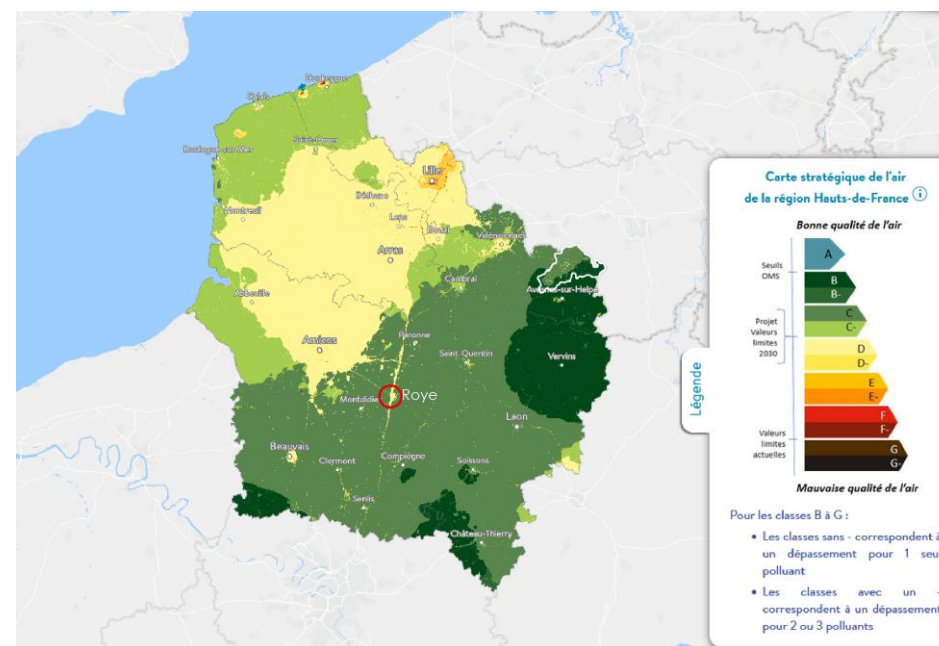 Dunkerque
Calais
Boulogne-sur-Mer
Saint-Omer
Lille
Béthune
Montreuil
Lens
Douai
Valenciennes
Arras
Cambrai
Avesnes-sur-Helpe
Abbeville
Amiens
Péronne
Saint-Quentin
Vervins
Montdidier
Roye
Laon
Beauvais
Clermont
Compiègne
Soissons
Senlis
Château-Thierry
Légende
Carte stratégique de l'air
de la région Hauts-de-France
Bonne qualité de l'air
Seuils
OMS
Projet
Valeurs
limites
2030
Valeurs
limites
actuelles
A
B
B-
C
C-
D
D-
E
E-
F
F-
G
G-
Mauvaise qualité de l'air
Pour les classes B à G :
• Les classes sans - correspondent à
un dépassement pour 1 seu
polluant
• Les classes avec un -
correspondent à un dépassement
pour 2 ou 3 polluants